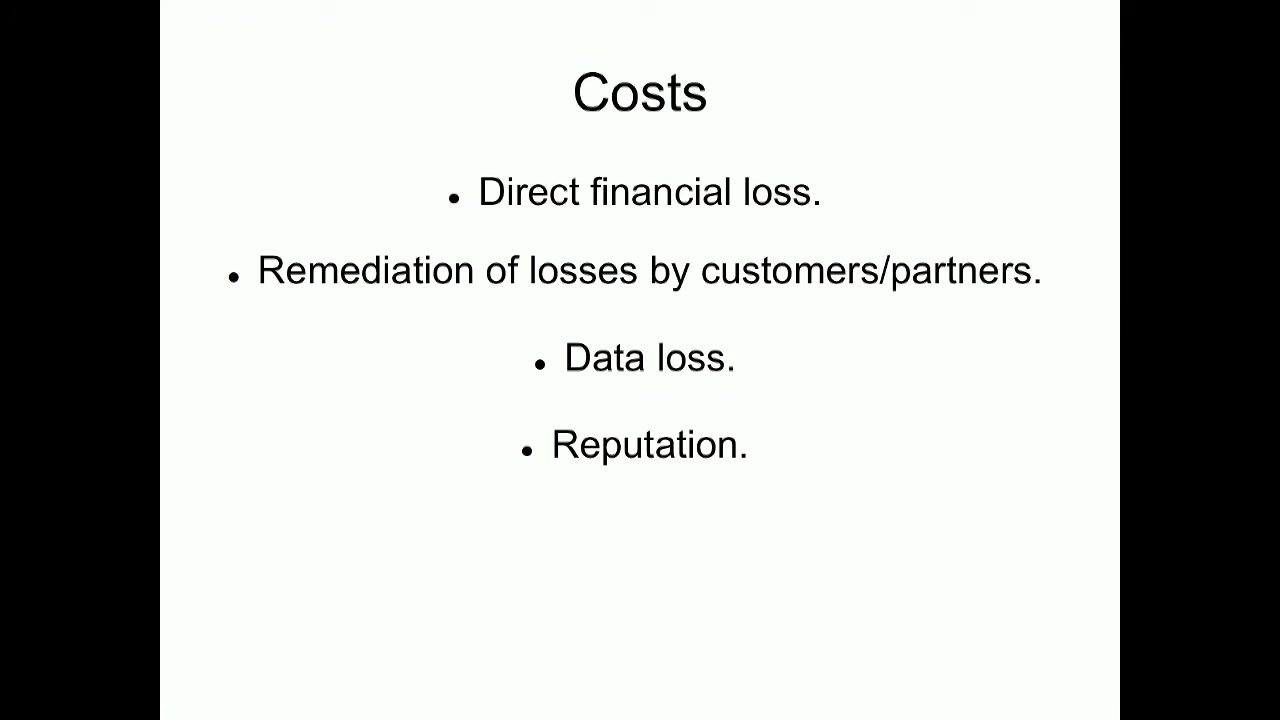 Costs
• Direct financial loss.
• Remediation of losses by customers/partners.
• Data loss.
• Reputation.